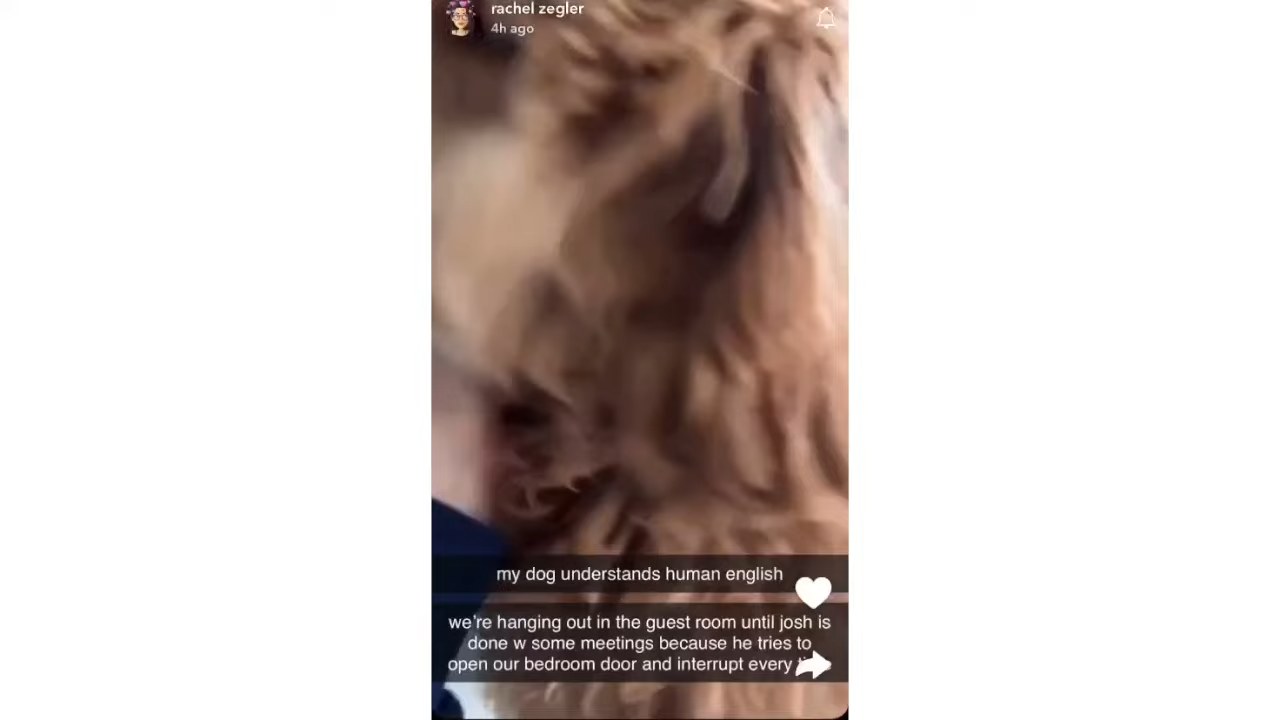 rachel zegler
4h ago
my dog understands human english
we're hanging out in the guest room until josh is
done w some meetings because he tries to
open our bedroom door and interrupt every